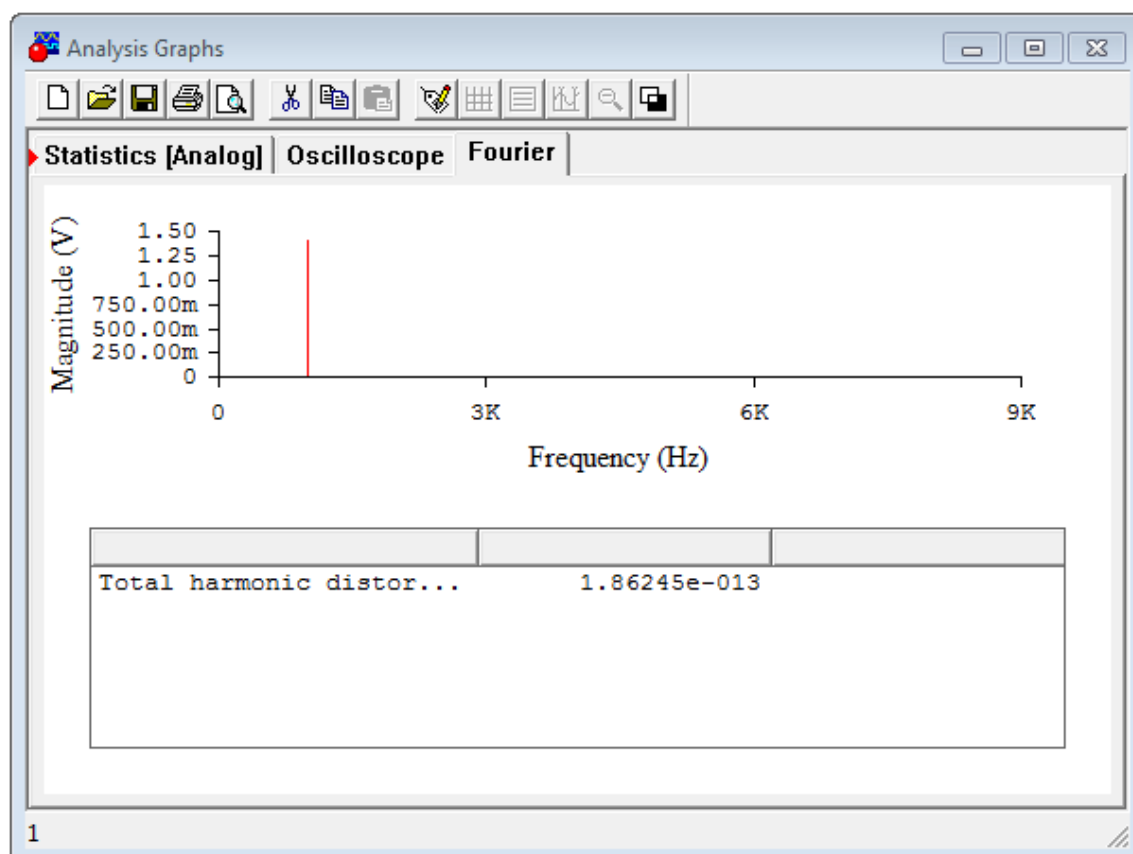 Analysis Graphs
Statistics [Analog] Oscilloscope Fourier
Magnitude (V)
1.50
1.25
1.00
750.00m
500.00m
250.00m
0
0 3K 6K 9K
Frequency (Hz)
Total harmonic distor... 1.86245e-013
1